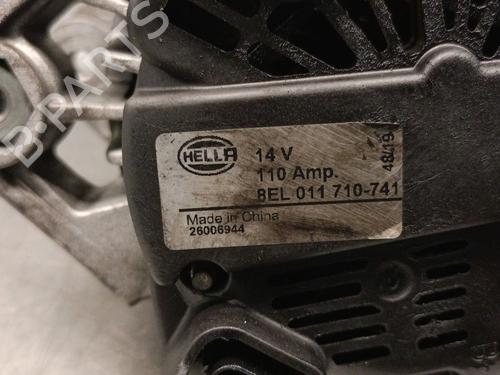 HELLA
14 V
110 Amp.
8EL 011 710-741
48/19
Made in China
26006944
B-PARTS